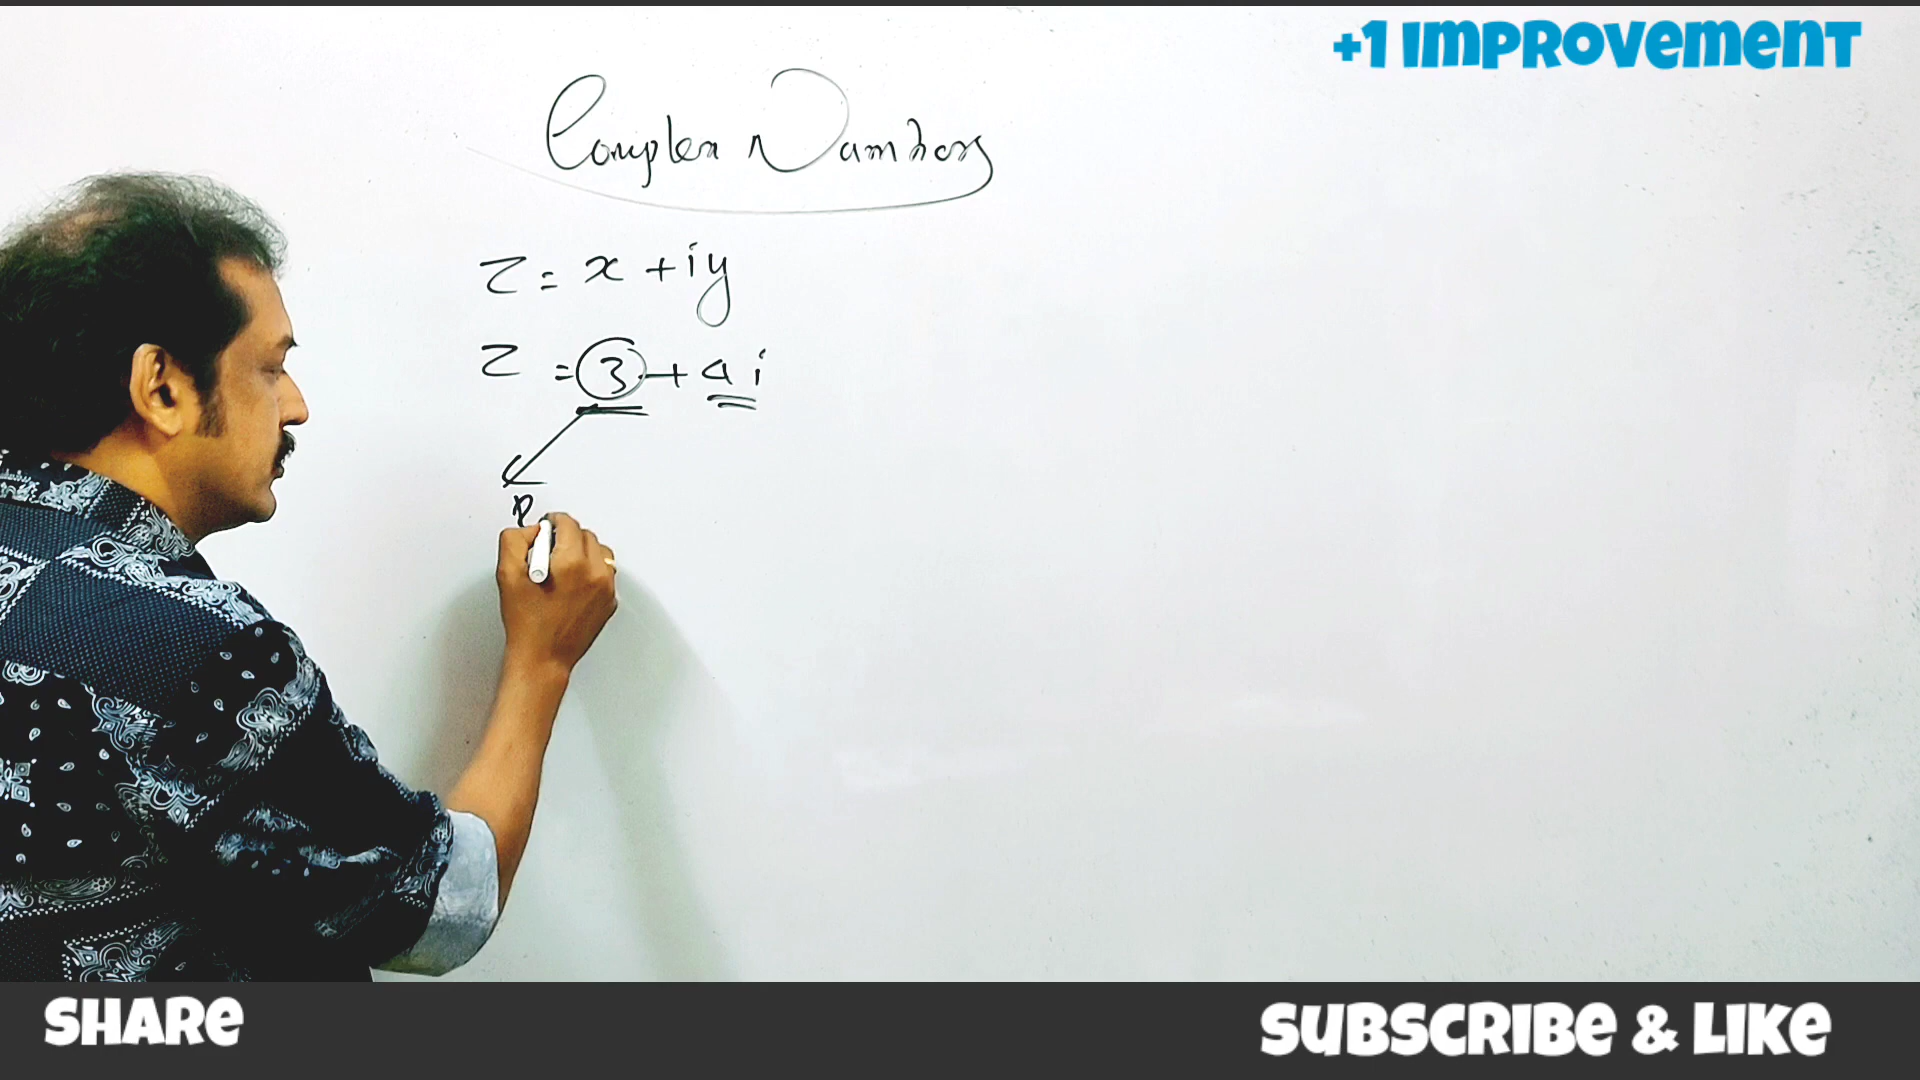 +1 IMPROVEMENT
Complex Numbers
z = x + iy
z = 3 + 4i
R
SHARE
SUBSCRIBE & LIKE